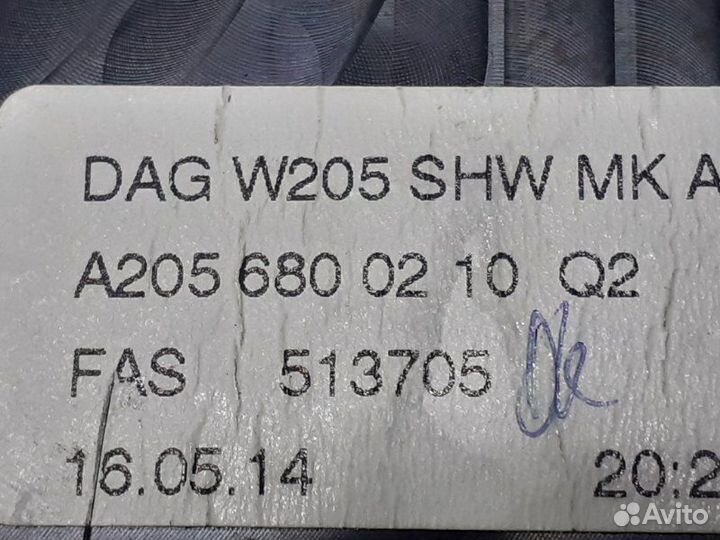 DAG W205 SHW MK A
A205 680 02 10 Q2
FAS 513705
16.05.14 20:2
Avito